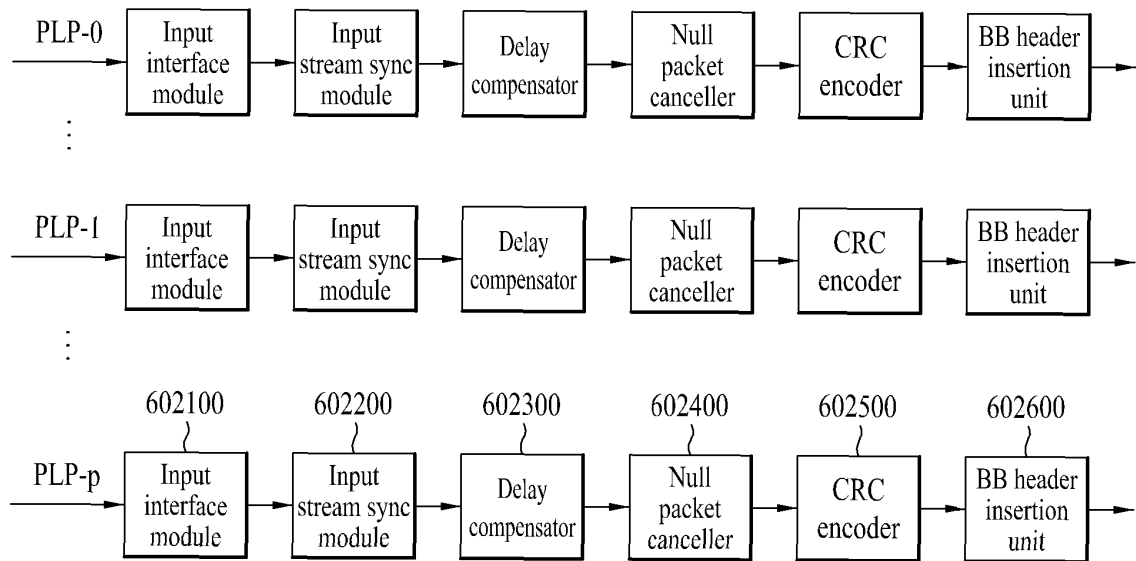 PLP-0
Input
interface
module
Input
stream sync
module
Delay
compensator
Null
packet
canceller
CRC
encoder
BB header
insertion
unit
PLP-1
Input
interface
module
Input
stream sync
module
Delay
compensator
Null
packet
canceller
CRC
encoder
BB header
insertion
unit
602100
602200
602300
602400
602500
602600
PLP-p
Input
interface
module
Input
stream sync
module
Delay
compensator
Null
packet
canceller
CRC
encoder
BB header
insertion
unit